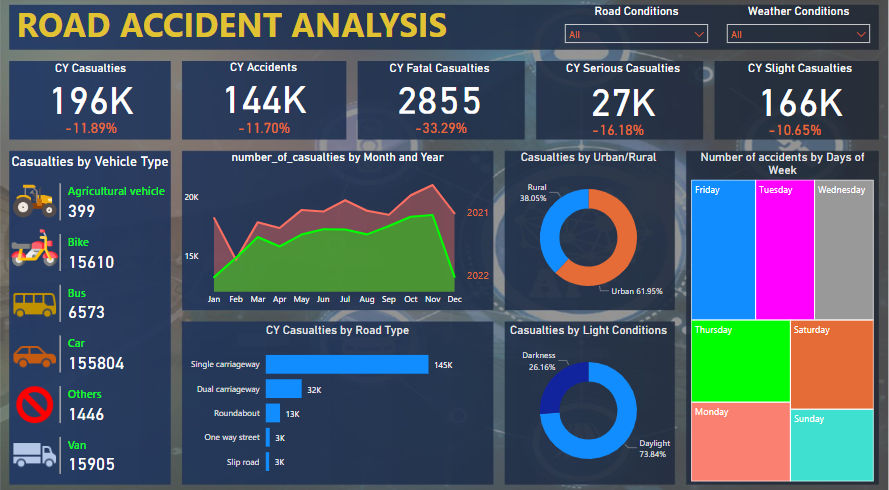 ROAD ACCIDENT ANALYSIS
Road Conditions
All
Weather Conditions
All
CY Casualties
196K
-11.89%
CY Accidents
144K
-11.70%
CY Fatal Casualties
2855
-33.29%
CY Serious Casualties
27K
-16.18%
CY Slight Casualties
166K
-10.65%
Casualties by Vehicle Type
Agricultural vehicle
399
Bike
15610
Bus
6573
Car
155804
Others
1446
Van
15905
number_of_casualties by Month and Year
20K
15K
2021
2022
Jan Feb Mar Apr May Jun Jul Aug Sep Oct Nov Dec
CY Casualties by Road Type
Single carriageway 145K
Dual carriageway 32K
Roundabout 13K
One way street 3K
Slip road 3K
Casualties by Urban/Rural
Rural
38.05%
Urban 61.95%
Casualties by Light Conditions
Darkness
26.16%
Daylight
73.84%
Number of accidents by Days of
Week
Friday
Tuesday
Wednesday
Thursday
Saturday
Monday
Sunday